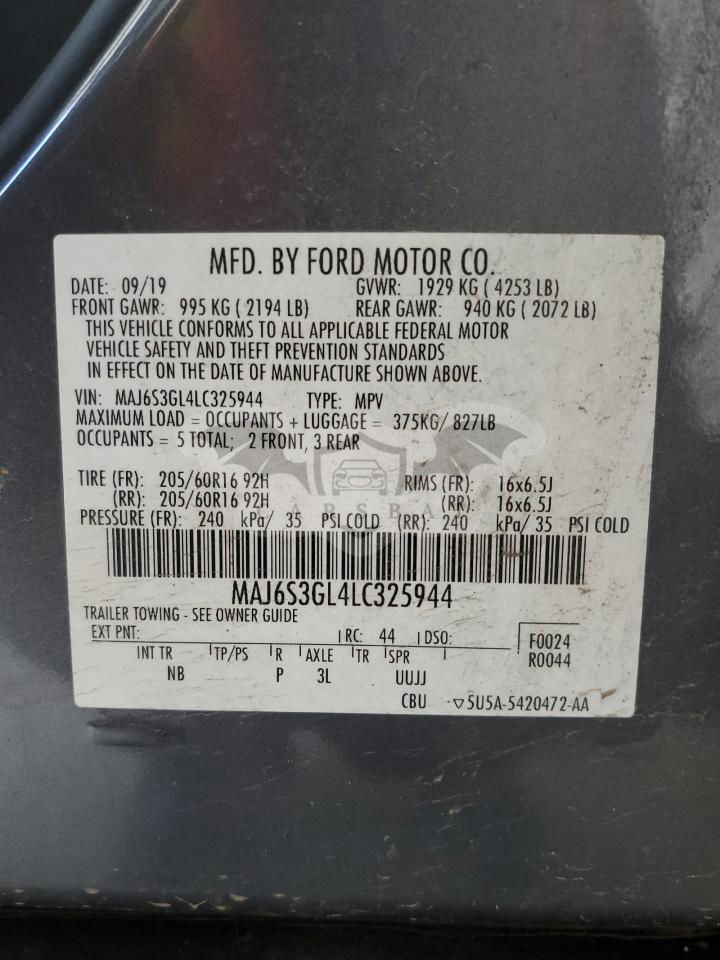 MFD. BY FORD MOTOR CO.
DATE: 09/19 GVWR: 1929 KG ( 4253 LB)
FRONT GAWR: 995 KG ( 2194 LB) REAR GAWR: 940 KG ( 2072 LB)
THIS VEHICLE CONFORMS TO ALL APPLICABLE FEDERAL MOTOR
VEHICLE SAFETY AND THEFT PREVENTION STANDARDS
IN EFFECT ON THE DATE OF MANUFACTURE SHOWN ABOVE.
VIN: MAJ6S3GL4LC325944 TYPE: MPV
MAXIMUM LOAD = OCCUPANTS + LUGGAGE = 375KG/ 827LB
OCCUPANTS = 5 TOTAL; 2 FRONT, 3 REAR
TIRE (FR): 205/60R16 92H RIMS (FR): 16x6.5J
(RR): 205/60R16 92H (RR): 16x6.5J
CARSBAT
PRESSURE (FR): 240 kPa/ 35 PSI COLD (RR): 240 kPa/ 35 PSI COLD
MAJ6S3GL4LC325944
TRAILER TOWING - SEE OWNER GUIDE
EXT PNT: RC: 44 DSO: F0024
INT TR TP/PS R AXLE TR SPR R0044
NB P 3L UUJJ
CBU ▽5U5A-5420472-AA